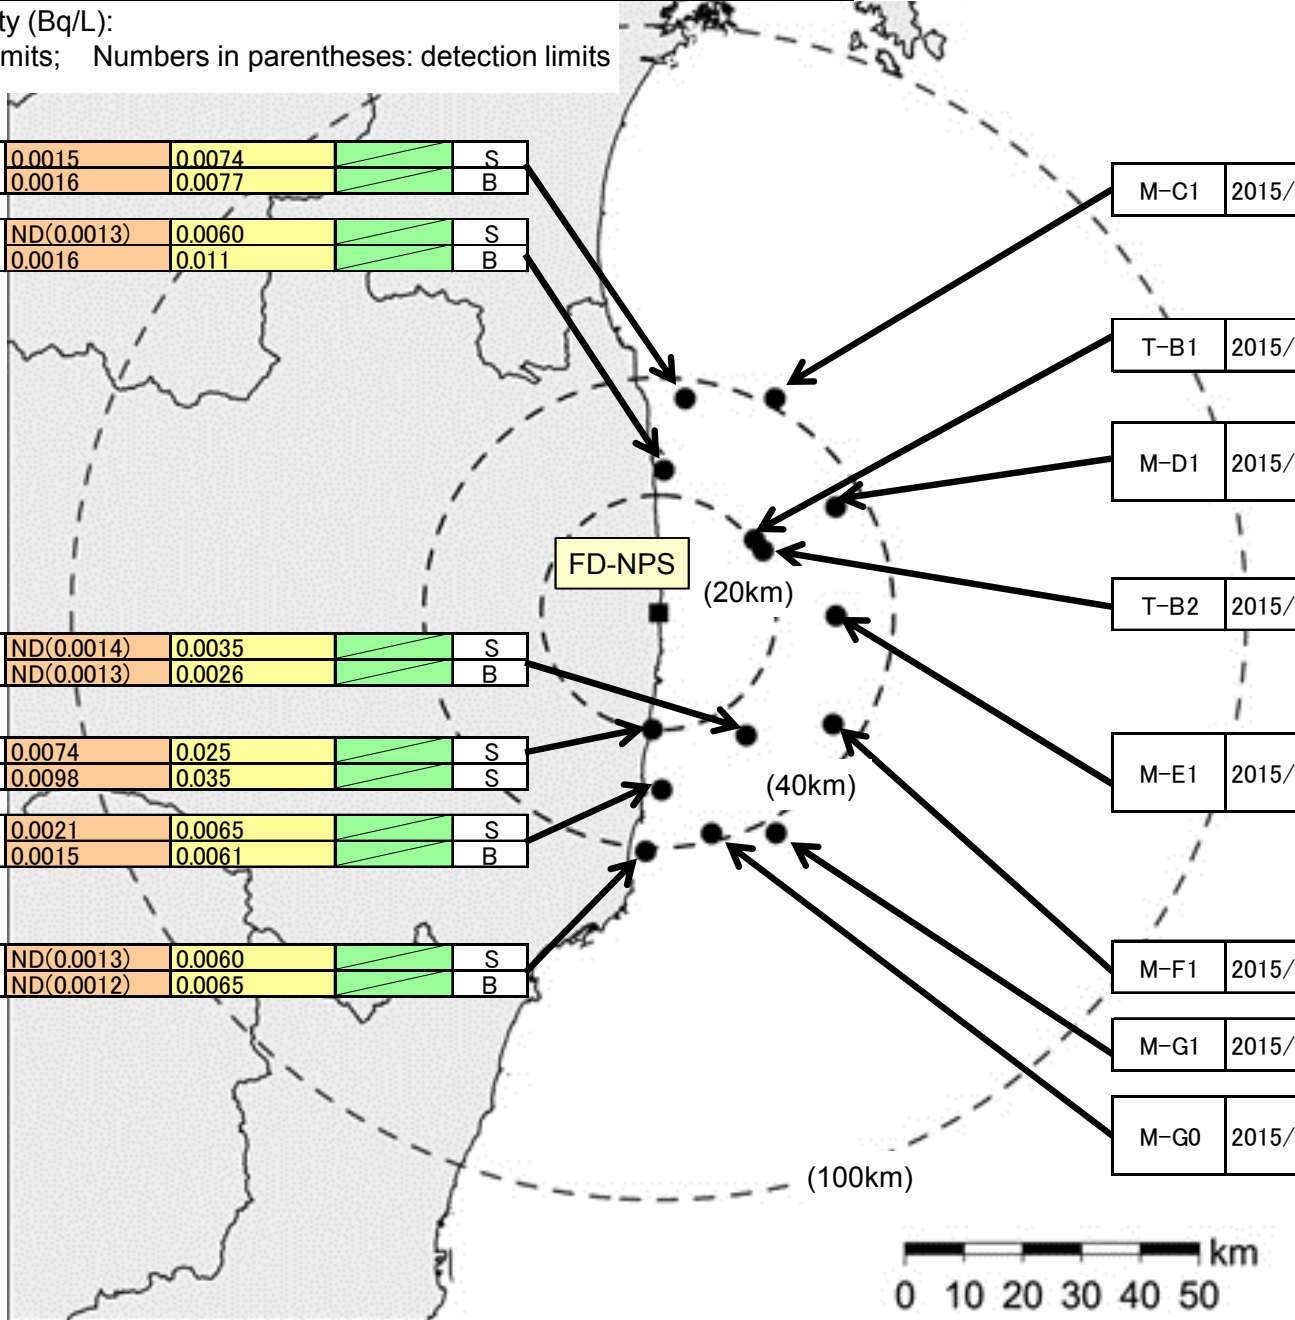 ty (Bq/L):
mits; Numbers in parentheses: detection limits
0.0015 0.0074 S
0.0016 0.0077 B
ND(0.0013) 0.0060 S
0.0016 0.011 B
M-C1 2015/
T-B1 2015/
M-D1 2015/
FD-NPS
(20km)
T-B2 2015/
ND(0.0014) 0.0035 S
ND(0.0013) 0.0026 B
0.0074 0.025 S
0.0098 0.035 S
M-E1 2015/
(40km)
0.0021 0.0065 S
0.0015 0.0061 B
ND(0.0013) 0.0060 S
ND(0.0012) 0.0065 B
M-F1 2015/
M-G1 2015/
M-G0 2015/
(100km)
km
0 10 20 30 40 50